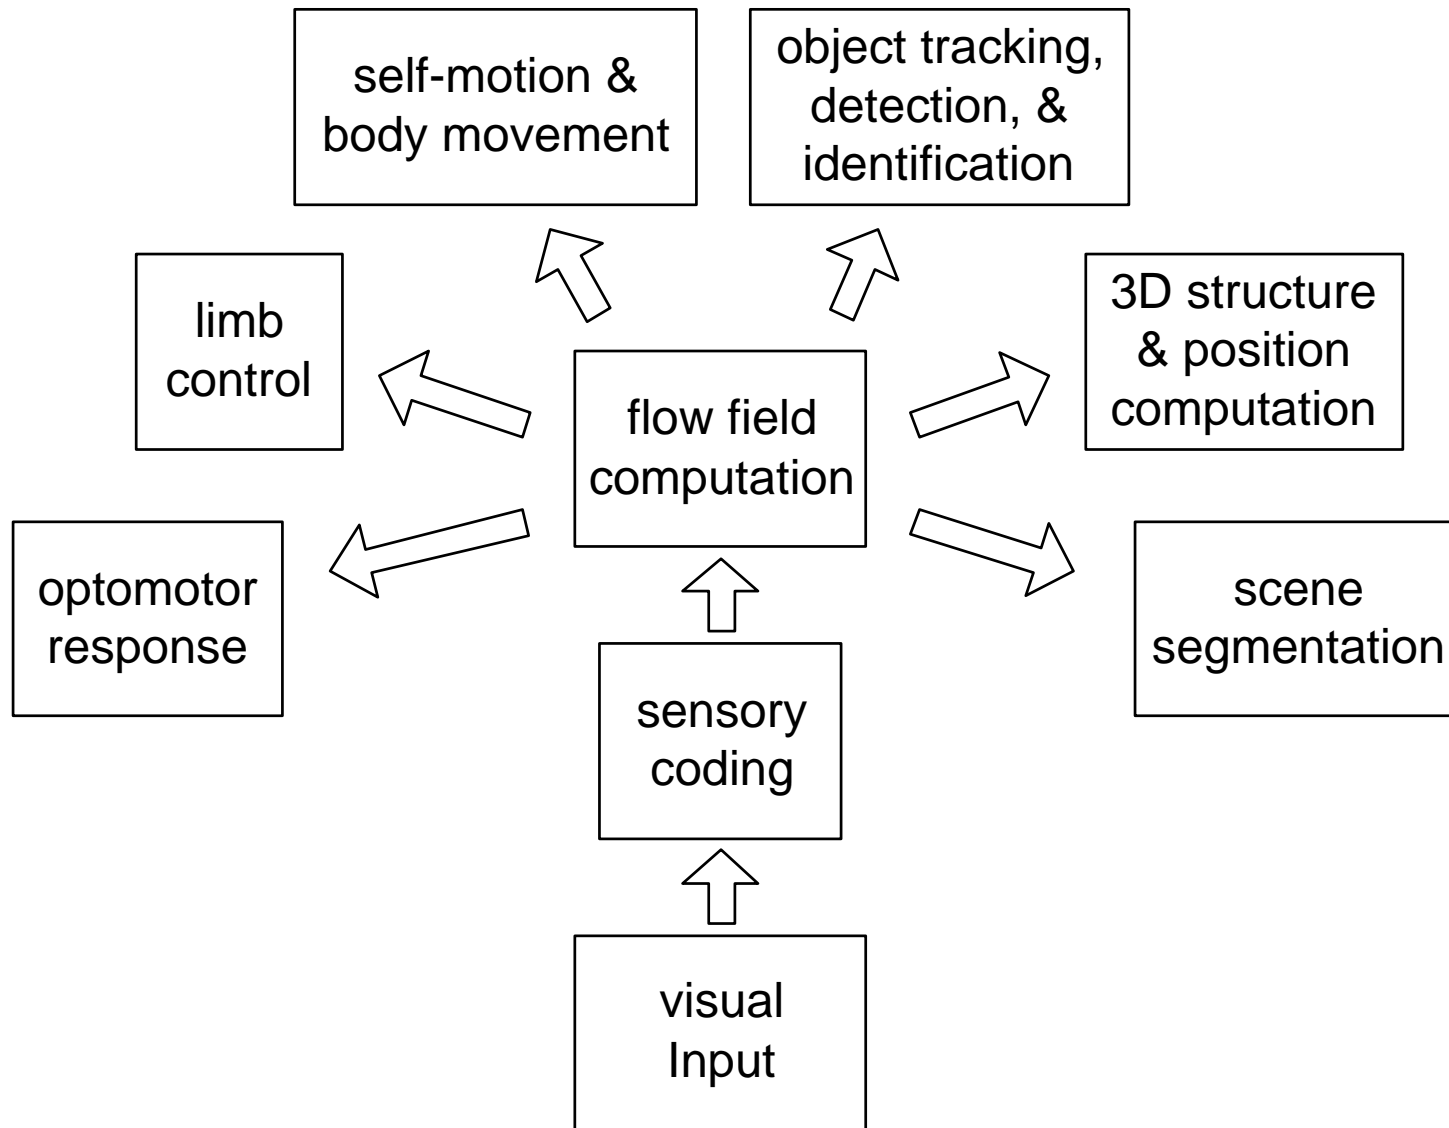 self-motion &
body movement
object tracking,
detection, &
identification
limb
control
3D structure
& position
computation
flow field
computation
optomotor
response
scene
segmentation
sensory
coding
visual
Input